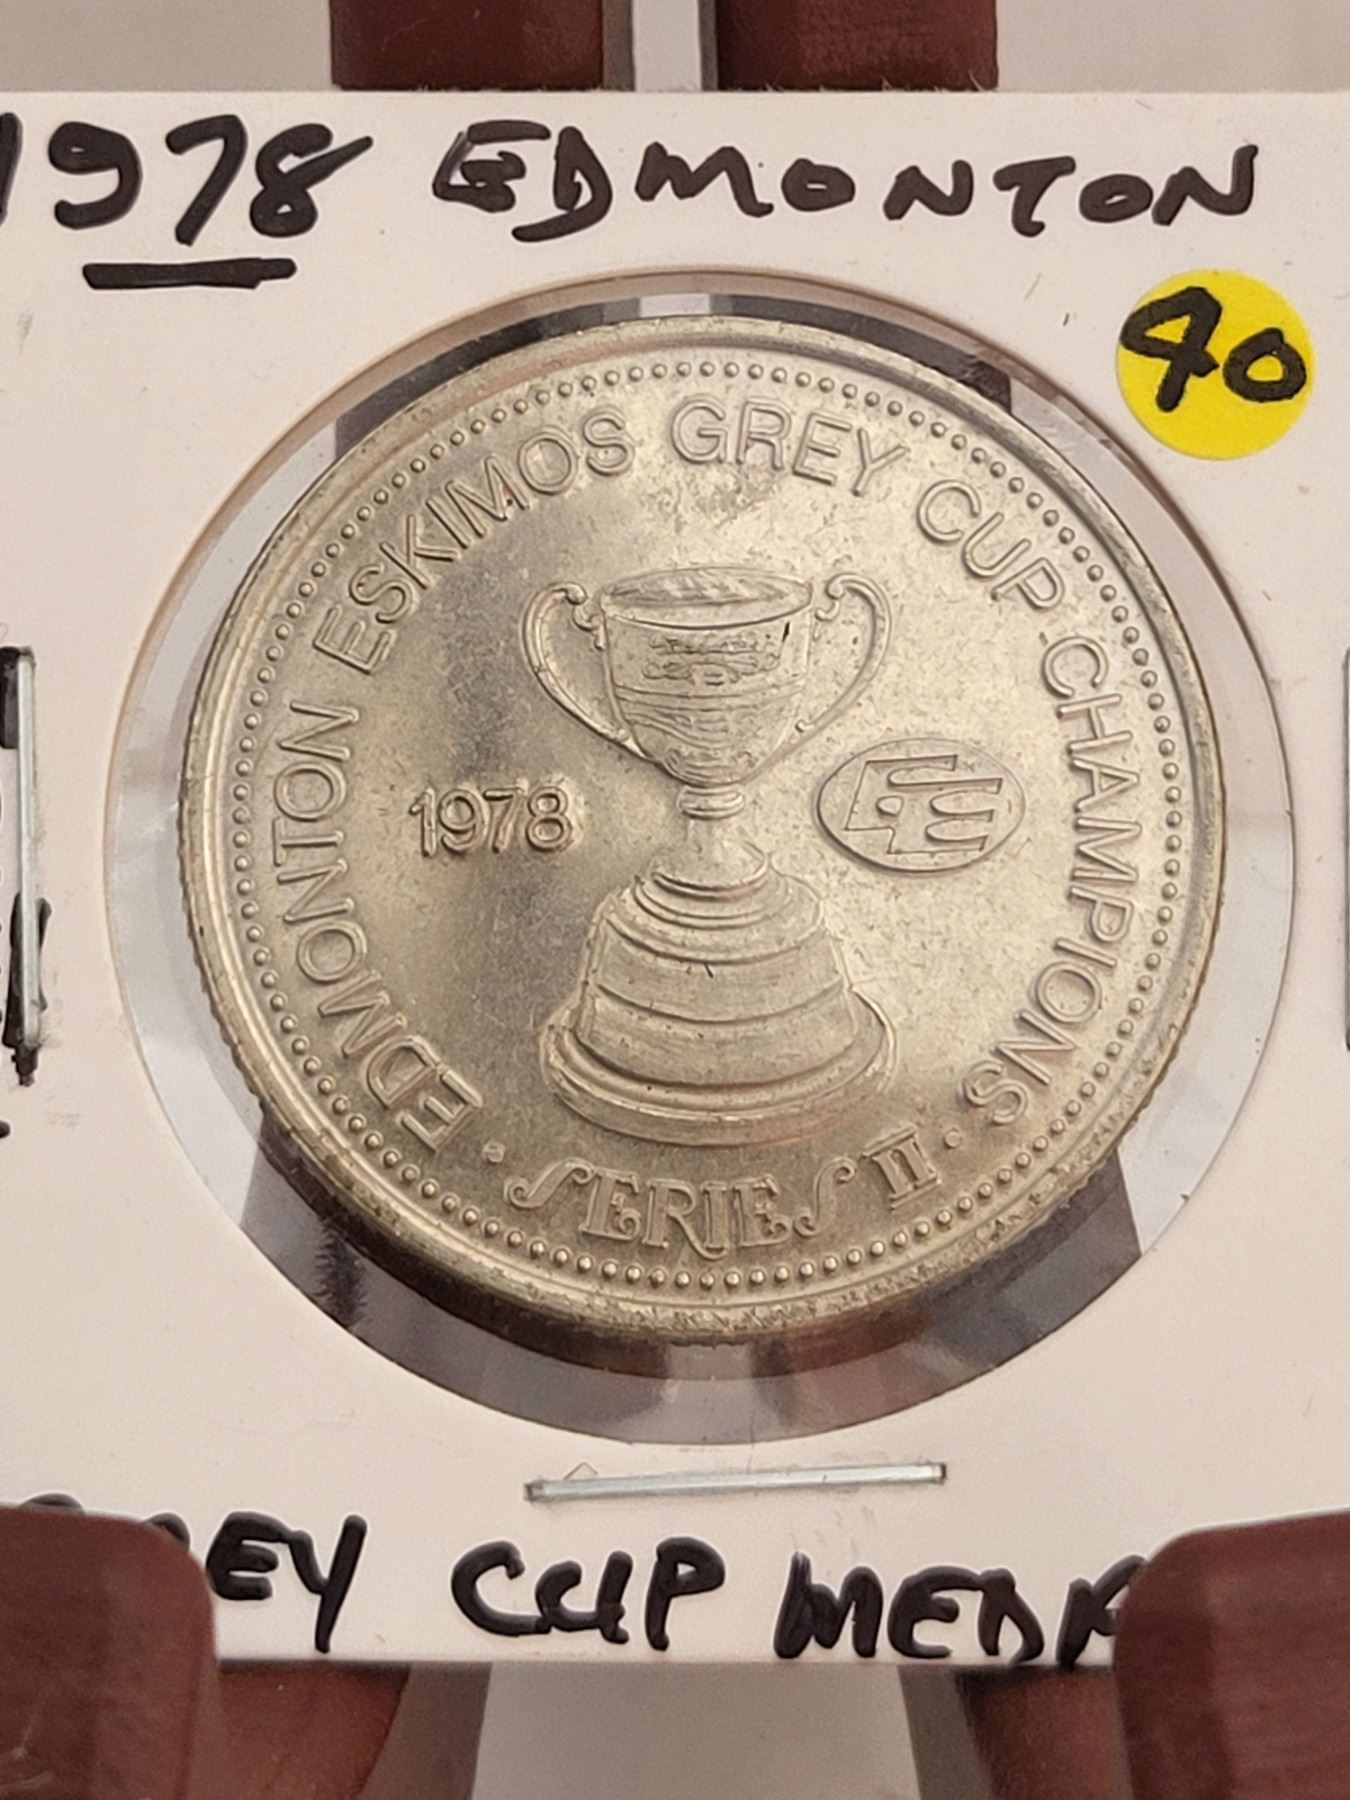 1978 EDMONTON
40
EDMONTON ESKIMOS GREY CUP CHAMPIONS
1978
EE
· SERIES II ·
CUP